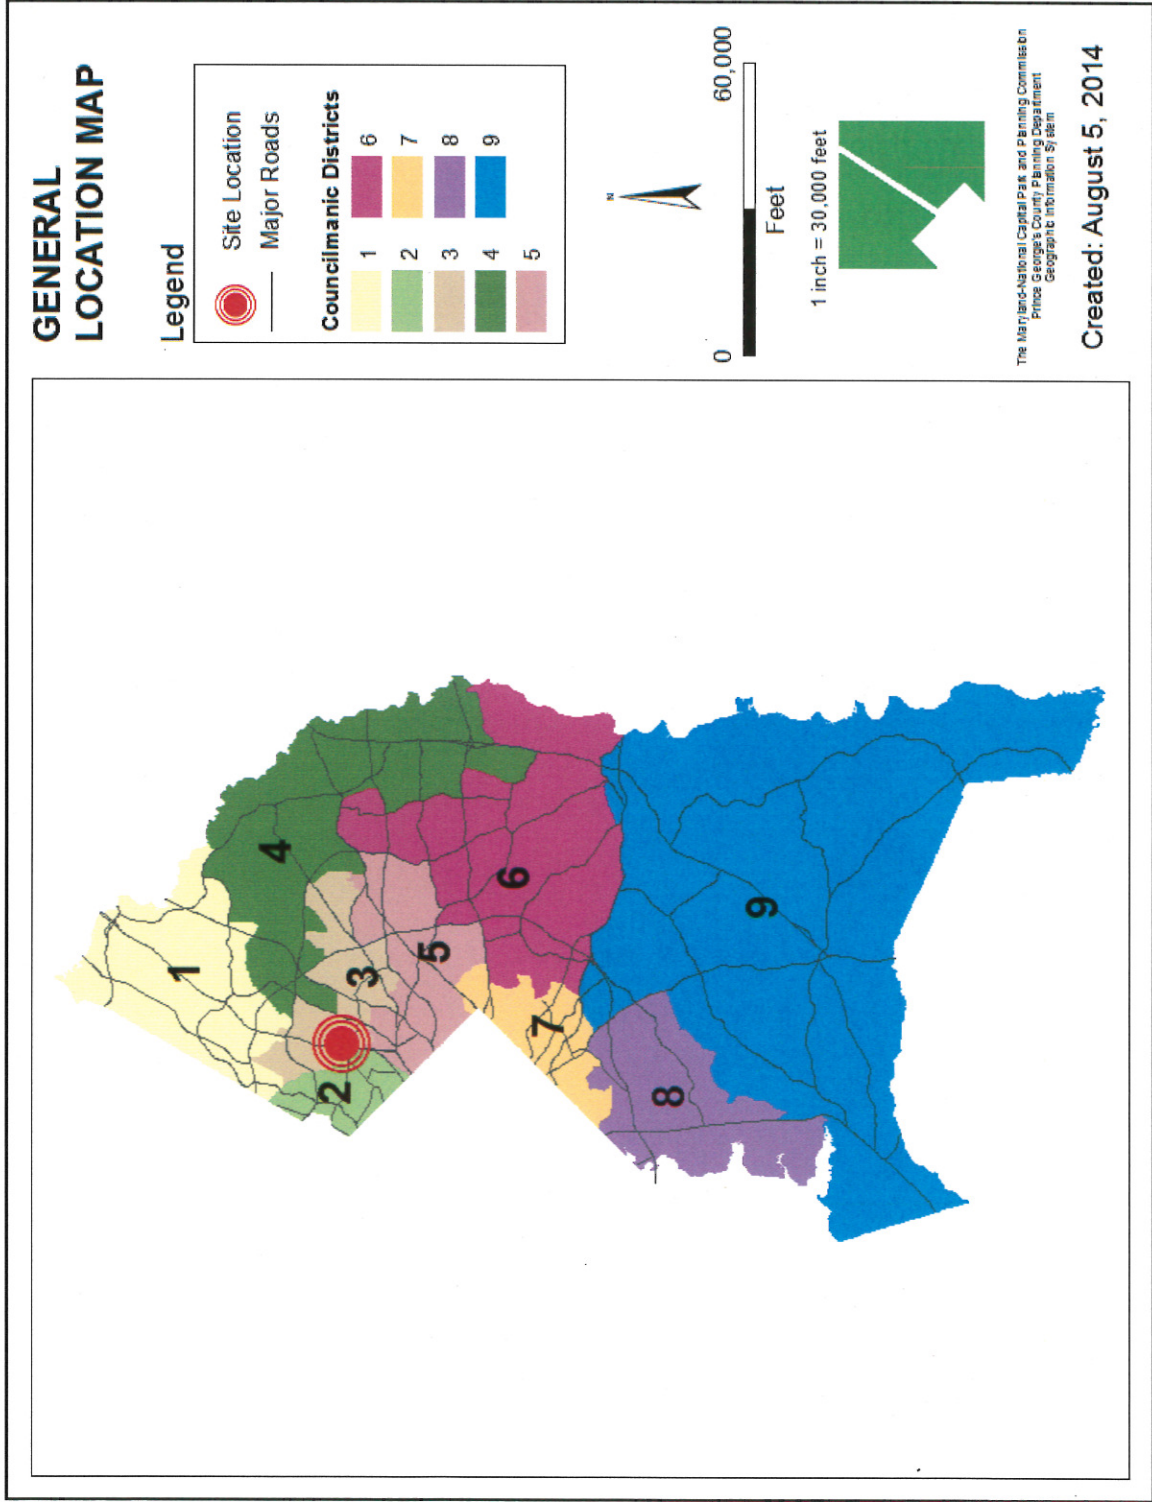 GENERAL
LOCATION MAP
Legend
Site Location
Major Roads
Councilmanic Districts
1
6
2
7
3
8
4
9
5
N
0
60,000
Feet
1 inch = 30,000 feet
The Maryland-National Capital Park and Planning Commission
Prince George's County Planning Department
Geographic Information System
Created: August 5, 2014
1
4
2
3
5
6
7
8
9